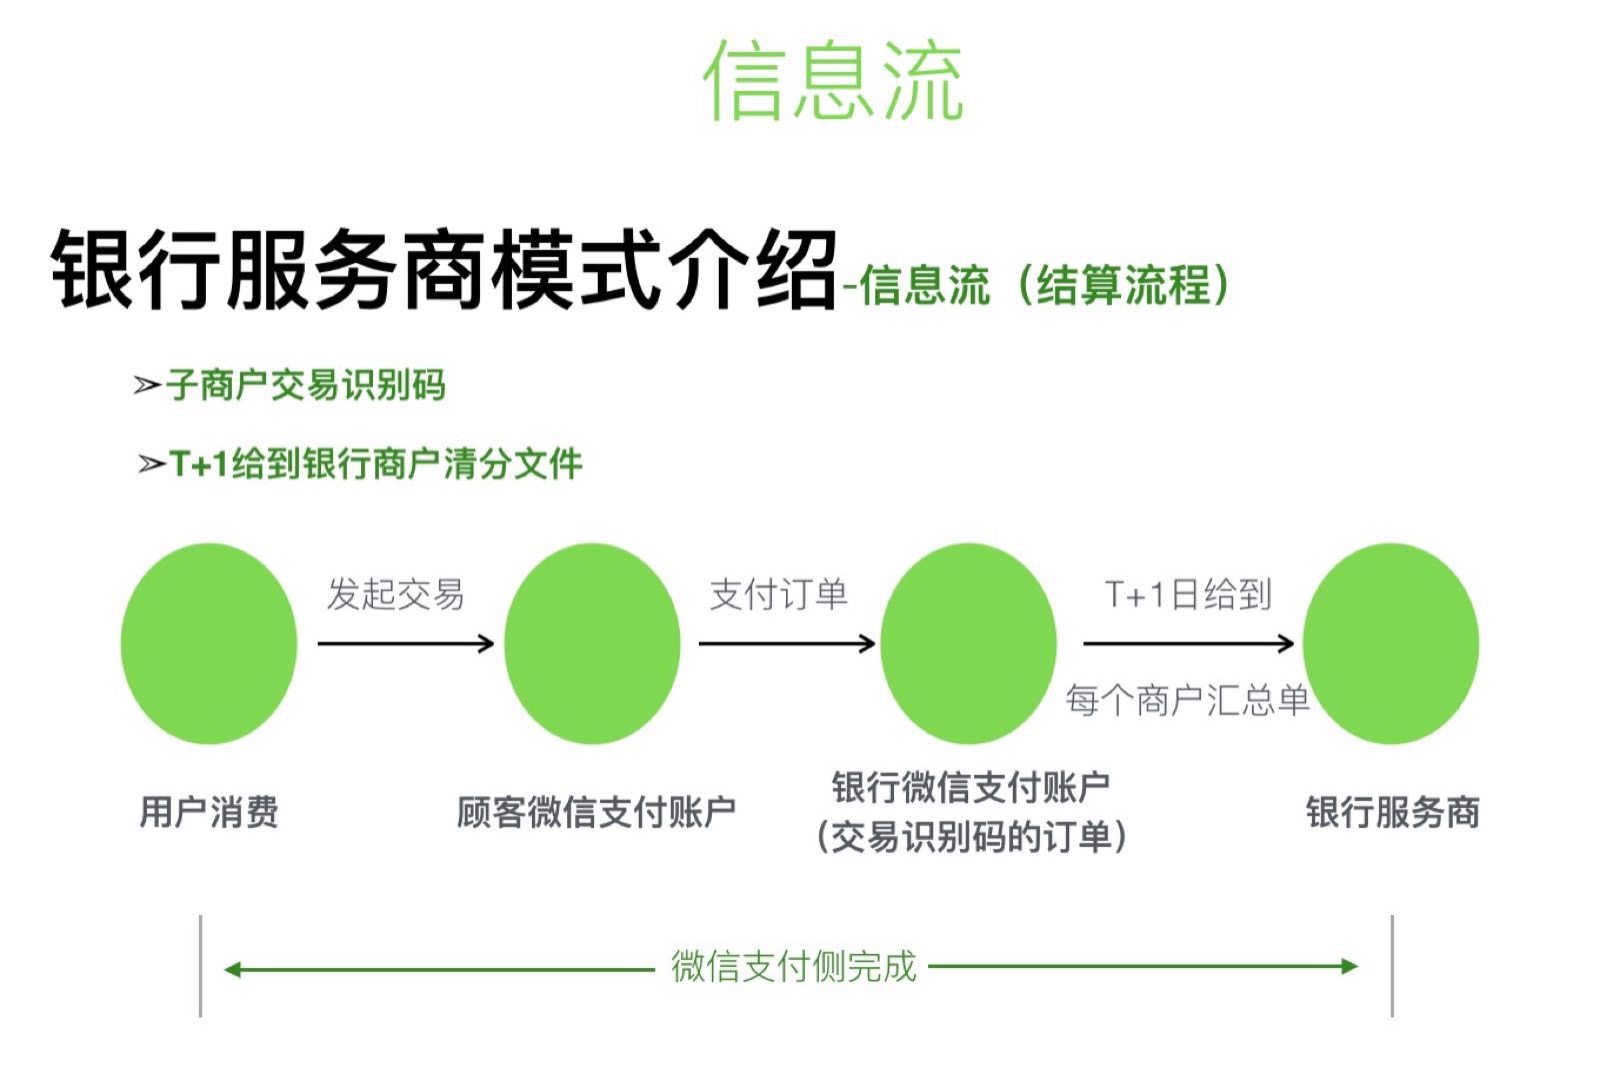 信息流
银行服务商模式介绍-信息流（结算流程）
➢子商户交易识别码
➢T+1给到银行商户清分文件
发起交易
支付订单
T+1日给到
每个商户汇总单
用户消费
顾客微信支付账户
银行微信支付账户
（交易识别码的订单）
银行服务商
微信支付侧完成